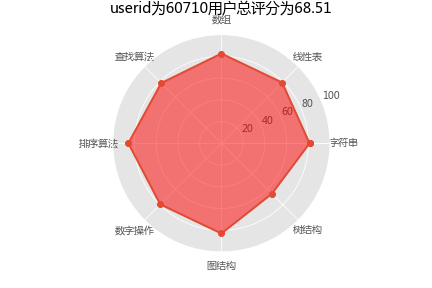 userid为60710用户总评分为68.51
数组
查找算法
线性表
100
80
60
40
20
排序算法
字符串
数字操作
树结构
图结构